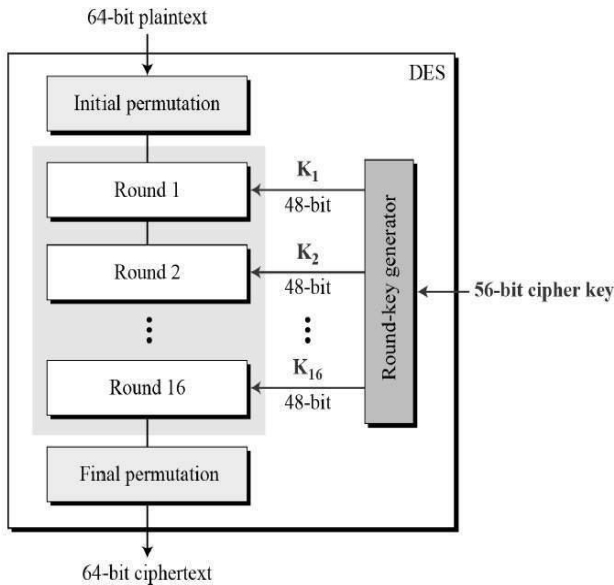 64-bit plaintext
DES
Initial permutation
Round 1
K1
48-bit
Round 2
K2
48-bit
Round 16
K16
48-bit
Round-key generator
56-bit cipher key
Final permutation
64-bit ciphertext